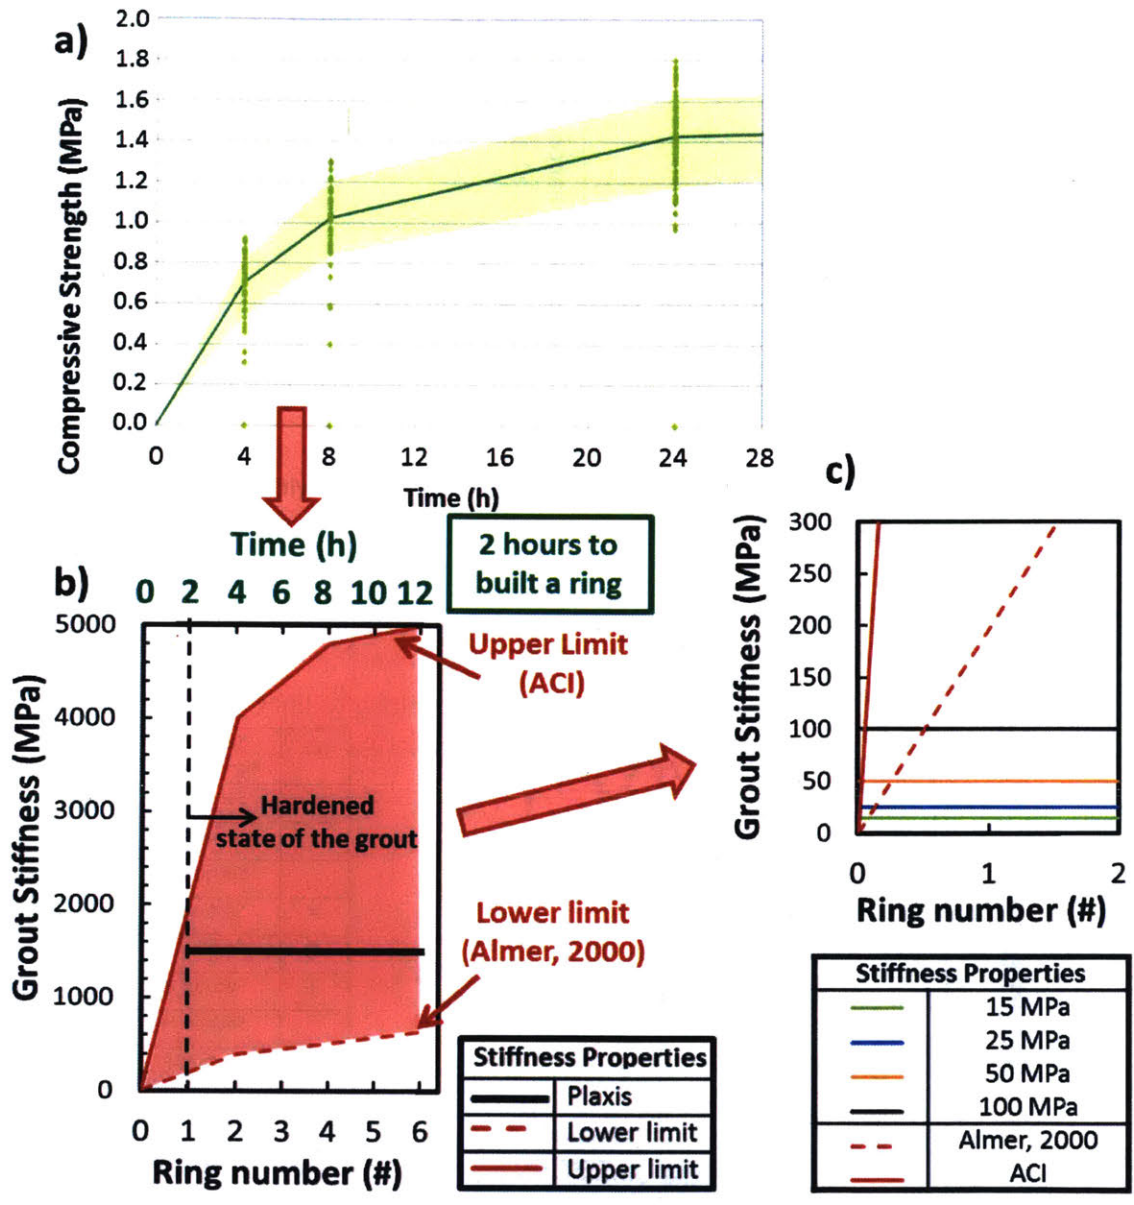 a)
Compressive Strength (MPa)
2.0
1.8
1.6
1.4
1.2
1.0
0.8
0.6
0.4
0.2
0.0
0 4 8 12 16 20 24 28
Time (h)
b)
Time (h)
0 2 4 6 8 10 12
2 hours to
built a ring
Grout Stiffness (MPa)
5000
4000
3000
2000
1000
0
Upper Limit
(ACI)
Hardened
state of the grout
Lower limit
(Almer, 2000)
0 1 2 3 4 5 6
Ring number (#)
Stiffness Properties
Plaxis
Lower limit
Upper limit
c)
Grout Stiffness (MPa)
300
250
200
150
100
50
0
0 1 2
Ring number (#)
Stiffness Properties
15 MPa
25 MPa
50 MPa
100 MPa
Almer, 2000
ACI